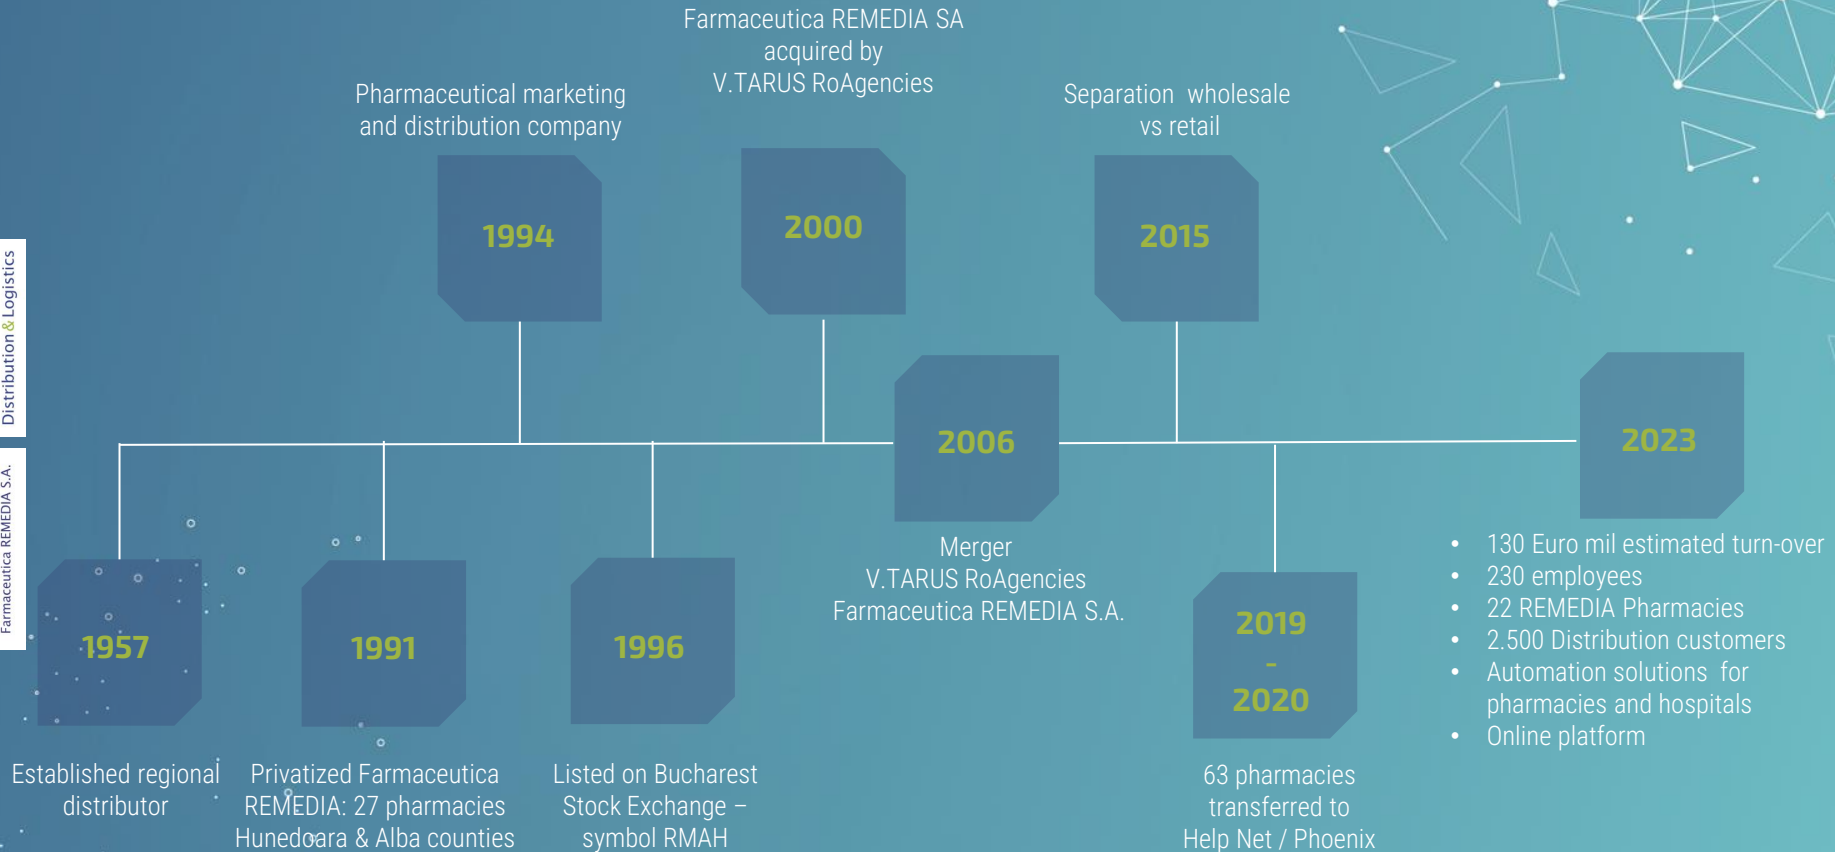 Distribution & Logistics
Farmaceutica REMEDIA S.A.
1957
Established regional
distributor
1991
Privatized Farmaceutica
REMEDIA: 27 pharmacies
Hunedoara & Alba counties
Pharmaceutical marketing
and distribution company
1994
1996
Listed on Bucharest
Stock Exchange –
symbol RMAH
Farmaceutica REMEDIA SA
acquired by
V.TARUS RoAgencies
2000
2006
Merger
V.TARUS RoAgencies
Farmaceutica REMEDIA S.A.
Separation wholesale
vs retail
2015
2019
-
2020
63 pharmacies
transferred to
Help Net / Phoenix
2023
• 130 Euro mil estimated turn-over
• 230 employees
• 22 REMEDIA Pharmacies
• 2.500 Distribution customers
• Automation solutions for
pharmacies and hospitals
• Online platform